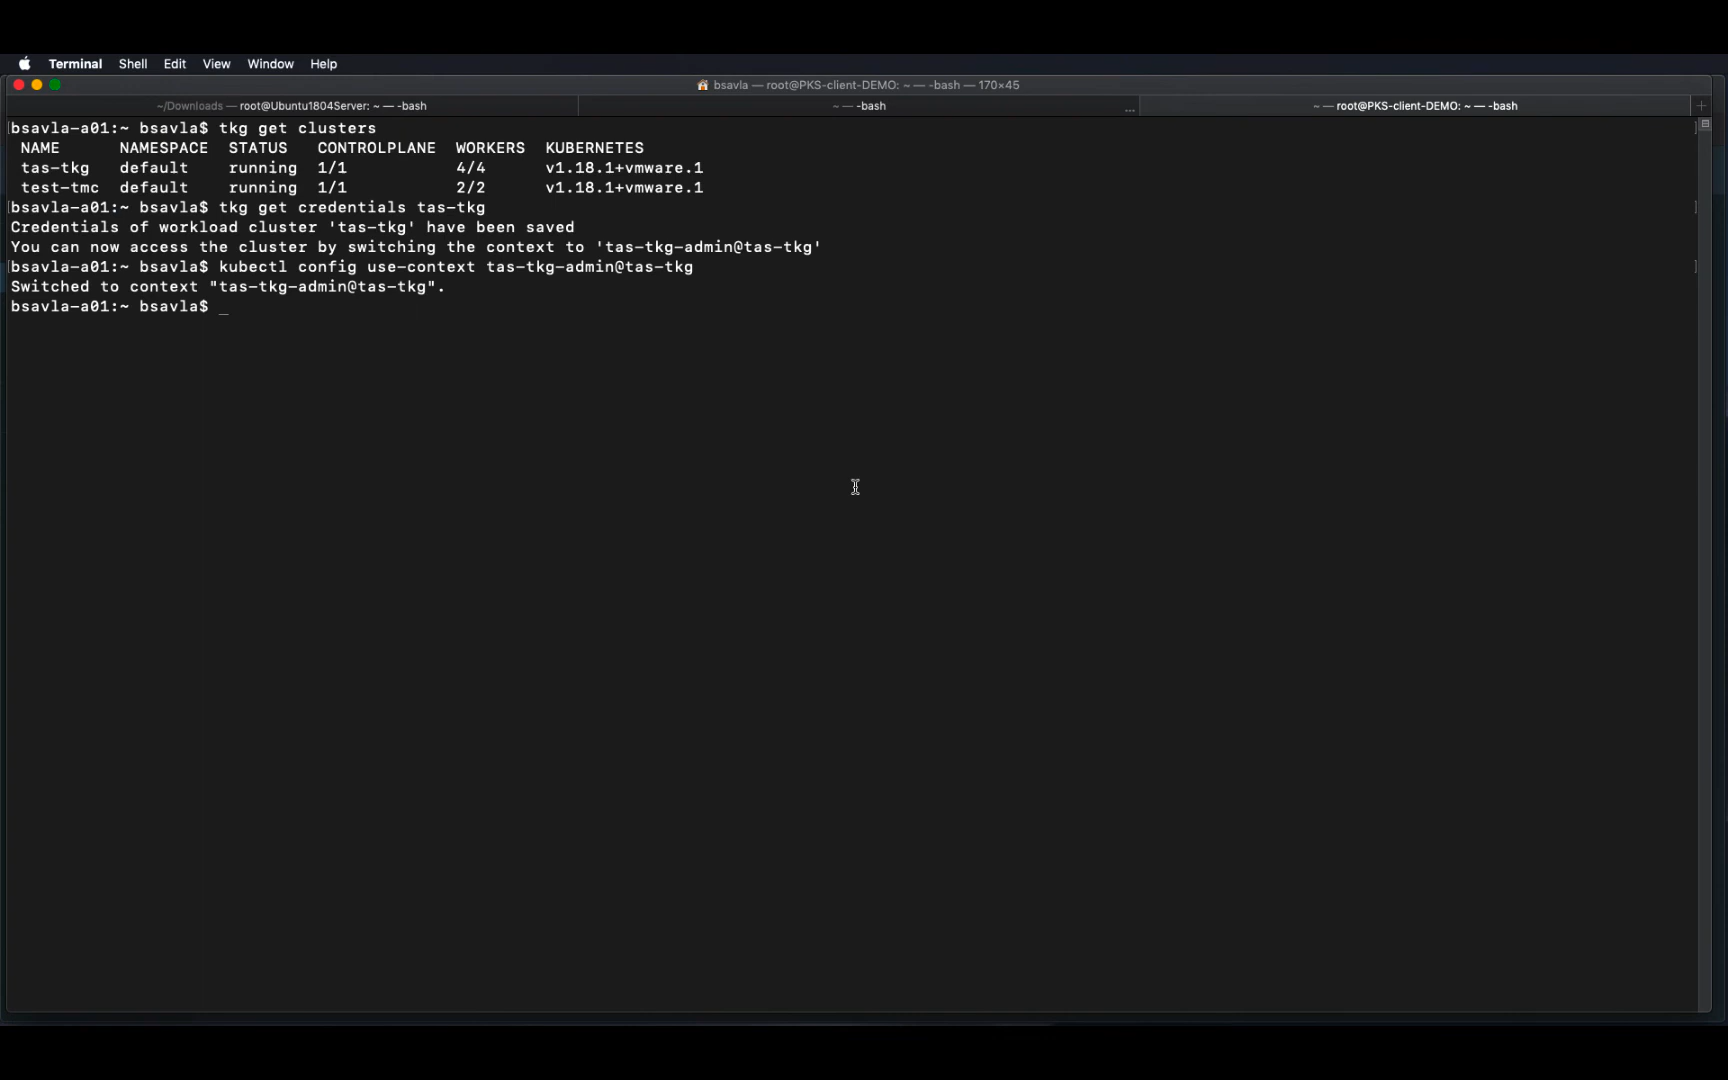 Terminal Shell Edit View Window Help
bsavla — root@PKS-client-DEMO: ~ — -bash — 170×45
~/Downloads — root@Ubuntu1804Server: ~ — -bash
~ — -bash
...
~ — root@PKS-client-DEMO: ~ — -bash
+
[bsavla-a01:~ bsavla$ tkg get clusters ]
NAME NAMESPACE STATUS CONTROLPLANE WORKERS KUBERNETES
tas-tkg default running 1/1 4/4 v1.18.1+vmware.1
test-tmc default running 1/1 2/2 v1.18.1+vmware.1
[bsavla-a01:~ bsavla$ tkg get credentials tas-tkg ]
Credentials of workload cluster 'tas-tkg' have been saved
You can now access the cluster by switching the context to 'tas-tkg-admin@tas-tkg'
[bsavla-a01:~ bsavla$ kubectl config use-context tas-tkg-admin@tas-tkg ]
Switched to context "tas-tkg-admin@tas-tkg".
bsavla-a01:~ bsavla$ _